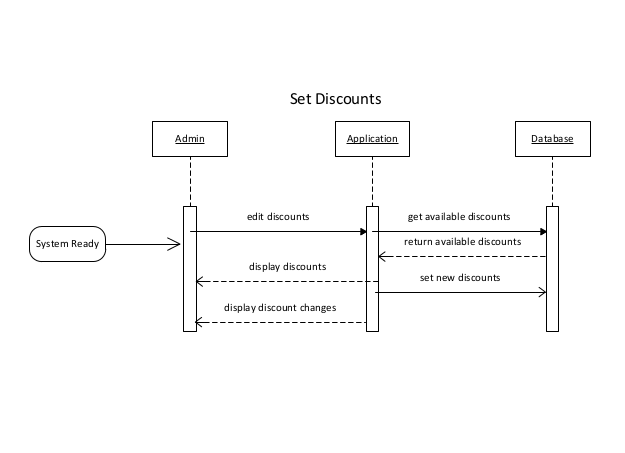 Set Discounts
Admin
Application
Database
edit discounts
get available discounts
System Ready
return available discounts
display discounts
set new discounts
display discount changes